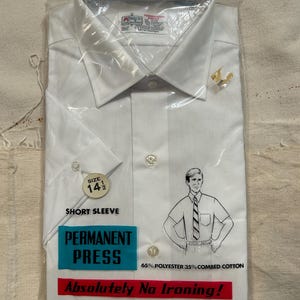 SIZE
14½
SHORT SLEEVE
PERMANENT
PRESS
65% POLYESTER 35% COMBED COTTON
Absolutely No Ironing!